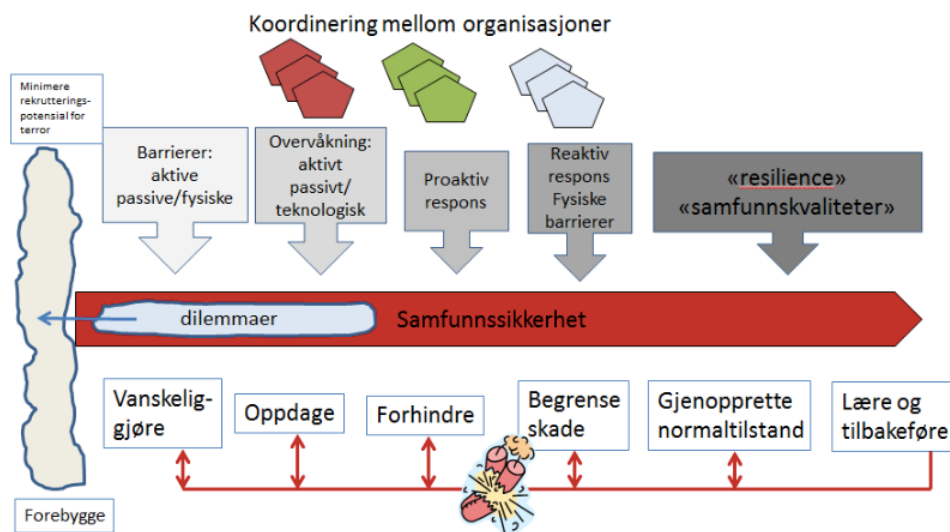 Koordinering mellom organisasjoner
Minimere
rekrutterings-
potensial for
terror
Barrierer:
aktive
passive/fysiske
Overvåkning:
aktivt
passivt/
teknologisk
Proaktiv
respons
Reaktiv
respons
Fysiske
barrierer
«resilience»
«samfunnskvaliteter»
dilemmaer
Samfunnssikkerhet
Vanskelig-
gjøre
Oppdage
Forhindre
Begrense
skade
Gjenopprette
normaltilstand
Lære og
tilbakeføre
Forebygge